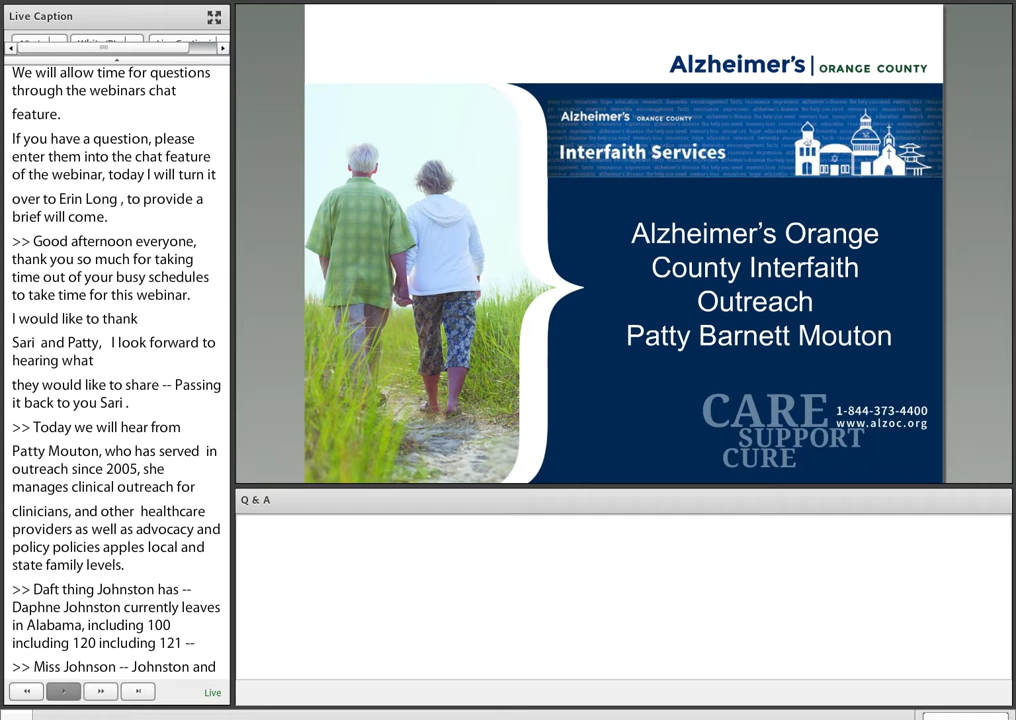 Live Caption
We will allow time for questions
through the webinars chat
feature.
If you have a question, please
enter them into the chat feature
of the webinar, today I will turn it
over to Erin Long , to provide a
brief will come.
>> Good afternoon everyone,
thank you so much for taking
time out of your busy schedules
to take time for this webinar.
I would like to thank
Sari and Patty, I look forward to
hearing what
they would like to share -- Passing
it back to you Sari .
>> Today we will hear from
Patty Mouton, who has served in
outreach since 2005, she
manages clinical outreach for
clinicians, and other healthcare
providers as well as advocacy and
policy policies apples local and
state family levels.
>> Daft thing Johnston has --
Daphne Johnston currently leaves
in Alabama, including 100
including 120 including 121 --
>> Miss Johnson -- Johnston and
Live
Alzheimer's | ORANGE COUNTY
Alzheimer's ORANGE COUNTY
Interfaith Services
Alzheimer's Orange
County Interfaith
Outreach
Patty Barnett Mouton
CARE
SUPPORT
CURE
1-844-373-4400
www.alzoc.org
Q & A